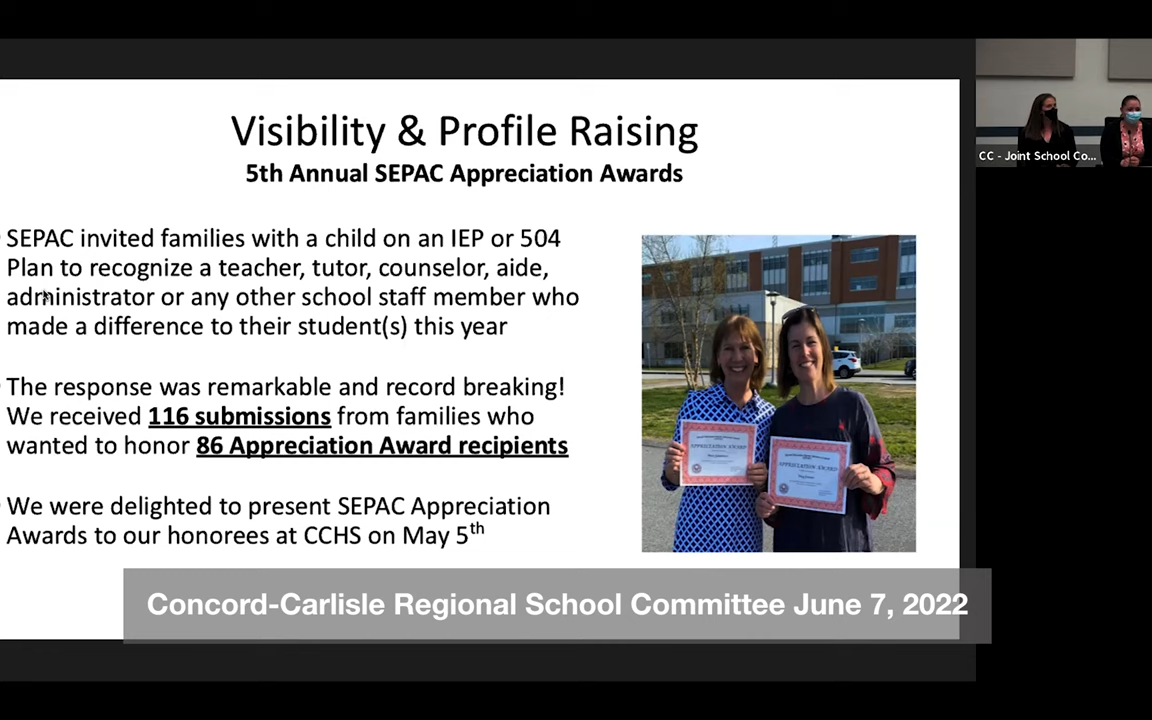 Visibility & Profile Raising
5th Annual SEPAC Appreciation Awards
SEPAC invited families with a child on an IEP or 504
Plan to recognize a teacher, tutor, counselor, aide,
administrator or any other school staff member who
made a difference to their student(s) this year
The response was remarkable and record breaking!
We received 116 submissions from families who
wanted to honor 86 Appreciation Award recipients
We were delighted to present SEPAC Appreciation
Awards to our honorees at CCHS on May 5th
APPRECIATION AWARD
APPRECIATION AWARD
CC - Joint School Co...
Concord-Carlisle Regional School Committee June 7, 2022